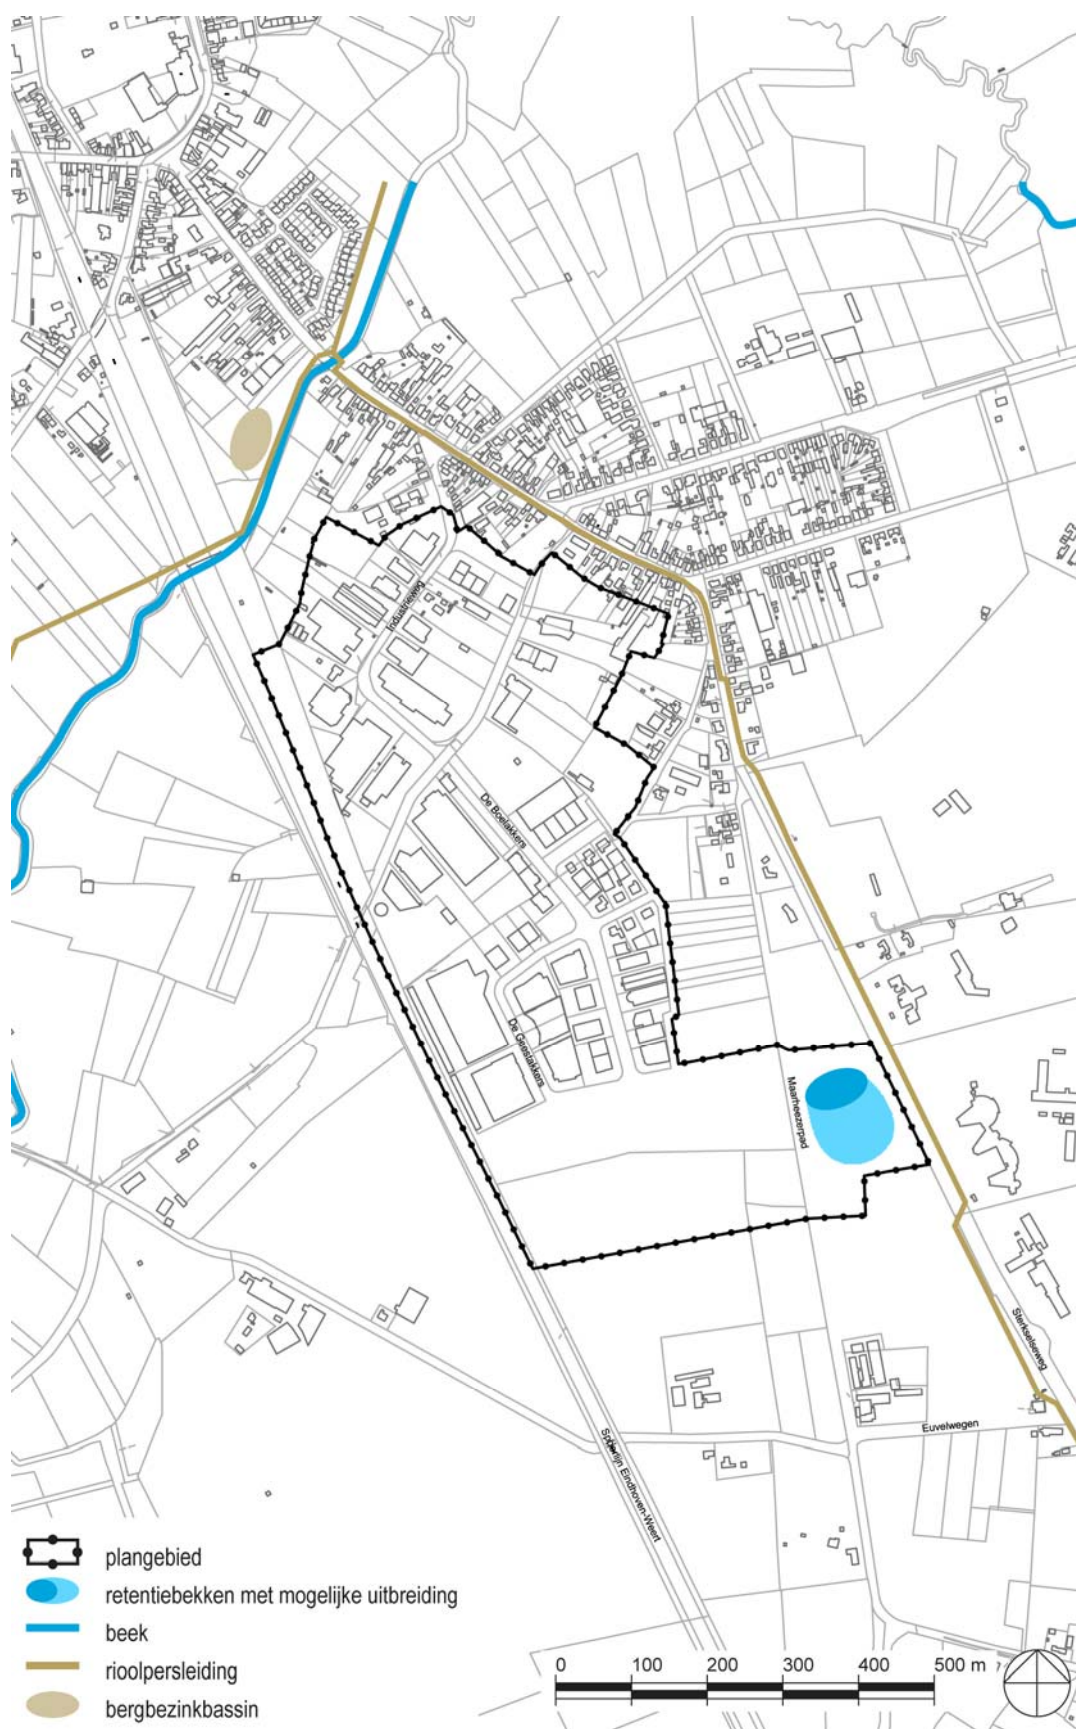 Industrieweg
De Boelakkers
De Geestakkers
Maarheezerpad
Sterkselseweg
Euvelwegen
Spoorlijn Eindhoven-Weert
plangebied
retentiebekken met mogelijke uitbreiding
beek
rioolpersleiding
bergbezinkbassin
0 100 200 300 400 500 m